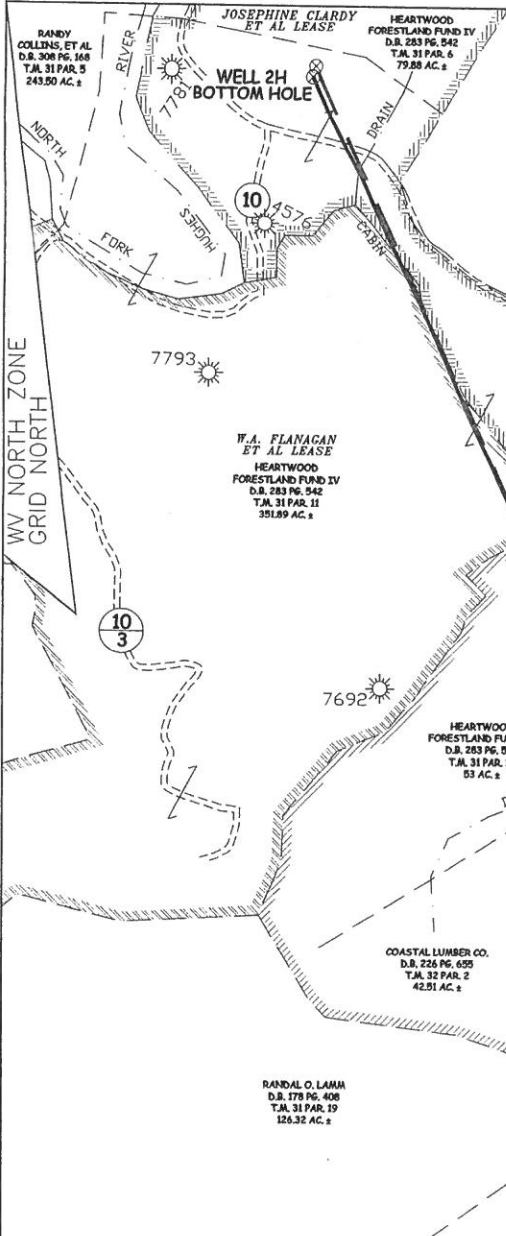 JOSEPHINE CLARDY
ET AL LEASE
RANDY
COLLINS, ET AL
D.B. 308 PG. 168
T.M. 31 PAR. 5
243.50 AC. ±
HEARTWOOD
FORESTLAND FUND IV
D.B. 283 PG. 542
T.M. 31 PAR. 6
79.88 AC. ±
RIVER
778
WELL 2H
BOTTOM HOLE
DRAIN
NORTH
10
4576
HUGHES
FORK
CABIN
7793
WV NORTH ZONE
GRID NORTH
W.A. FLANAGAN
ET AL LEASE
HEARTWOOD
FORESTLAND FUND IV
D.B. 283 PG. 542
T.M. 31 PAR. 11
351.89 AC. ±
10
3
7692
HEARTWOO
FORESTLAND FU
D.B. 283 PG. 5
T.M. 31 PAR.
53 AC. ±
COASTAL LUMBER CO.
D.B. 226 PG. 655
T.M. 32 PAR. 2
42.51 AC. ±
RANDAL O. LAMM
D.B. 178 PG. 408
T.M. 31 PAR. 19
126.32 AC. ±